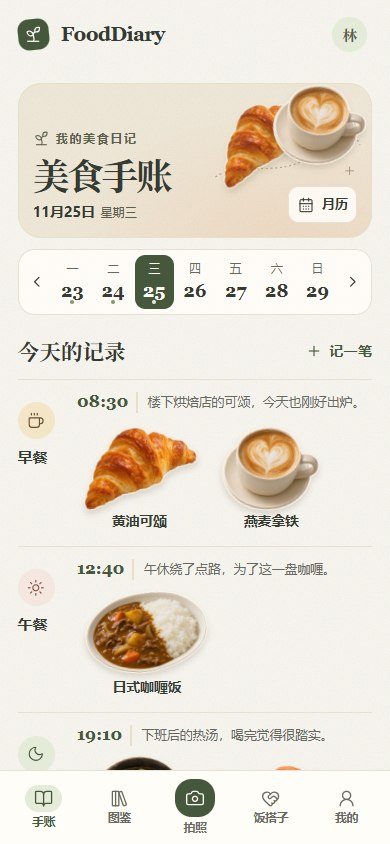 FoodDiary
林
我的美食日记
美食手账
11月25日 星期三
月历
一 二 三 四 五 六 日
23 24 25 26 27 28 29
今天的记录
记一笔
08:30 楼下烘焙店的可颂，今天也刚好出炉。
早餐
黄油可颂 燕麦拿铁
12:40 午休绕了点路，为了这一盘咖喱。
午餐
日式咖喱饭
19:10 下班后的热汤，喝完觉得很踏实。
手账 图鉴 拍照 饭搭子 我的